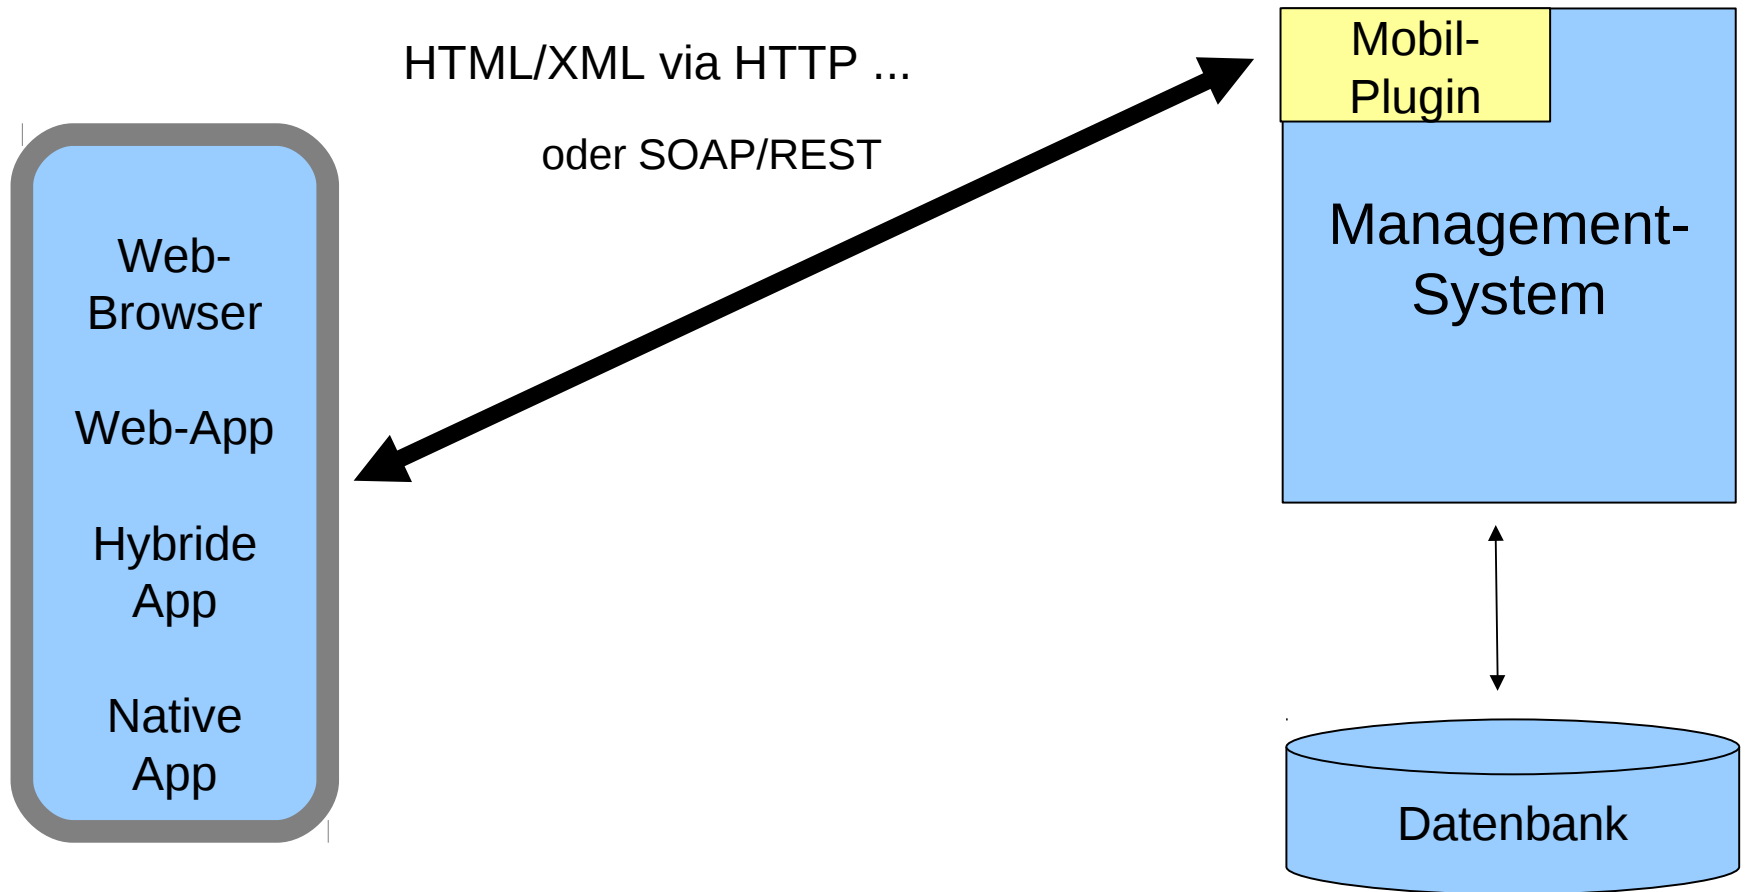 HTML/XML via HTTP ...
oder SOAP/REST
Web-
Browser
Web-App
Hybride
App
Native
App
Mobil-
Plugin
Management-
System
Datenbank